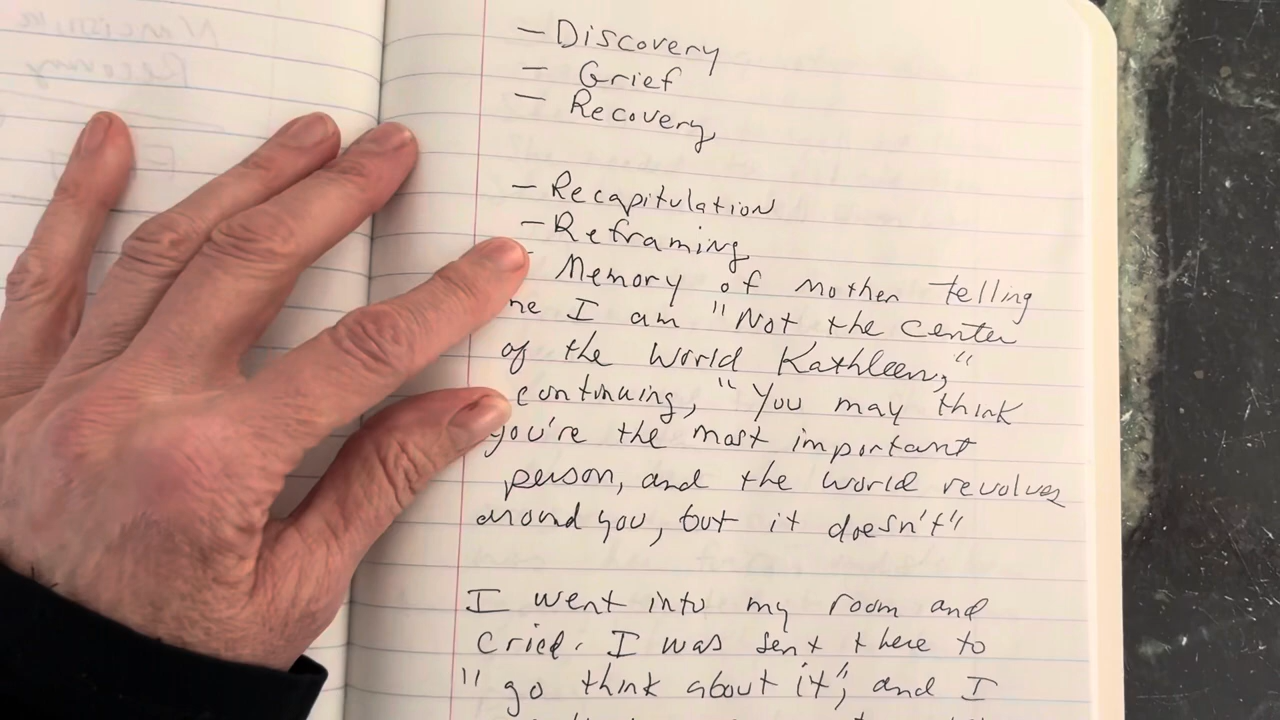 - Discovery
- Grief
- Recovery
- Recapitulation
- Reframing
Memory of mother telling
me I am "Not the center
of the World Kathleen,"
continuing, "You may think
you're the most important
person, and the world revolves
around you, but it doesn't"
I went into my room and
Cried. I was sent there to
"go think about it", and I